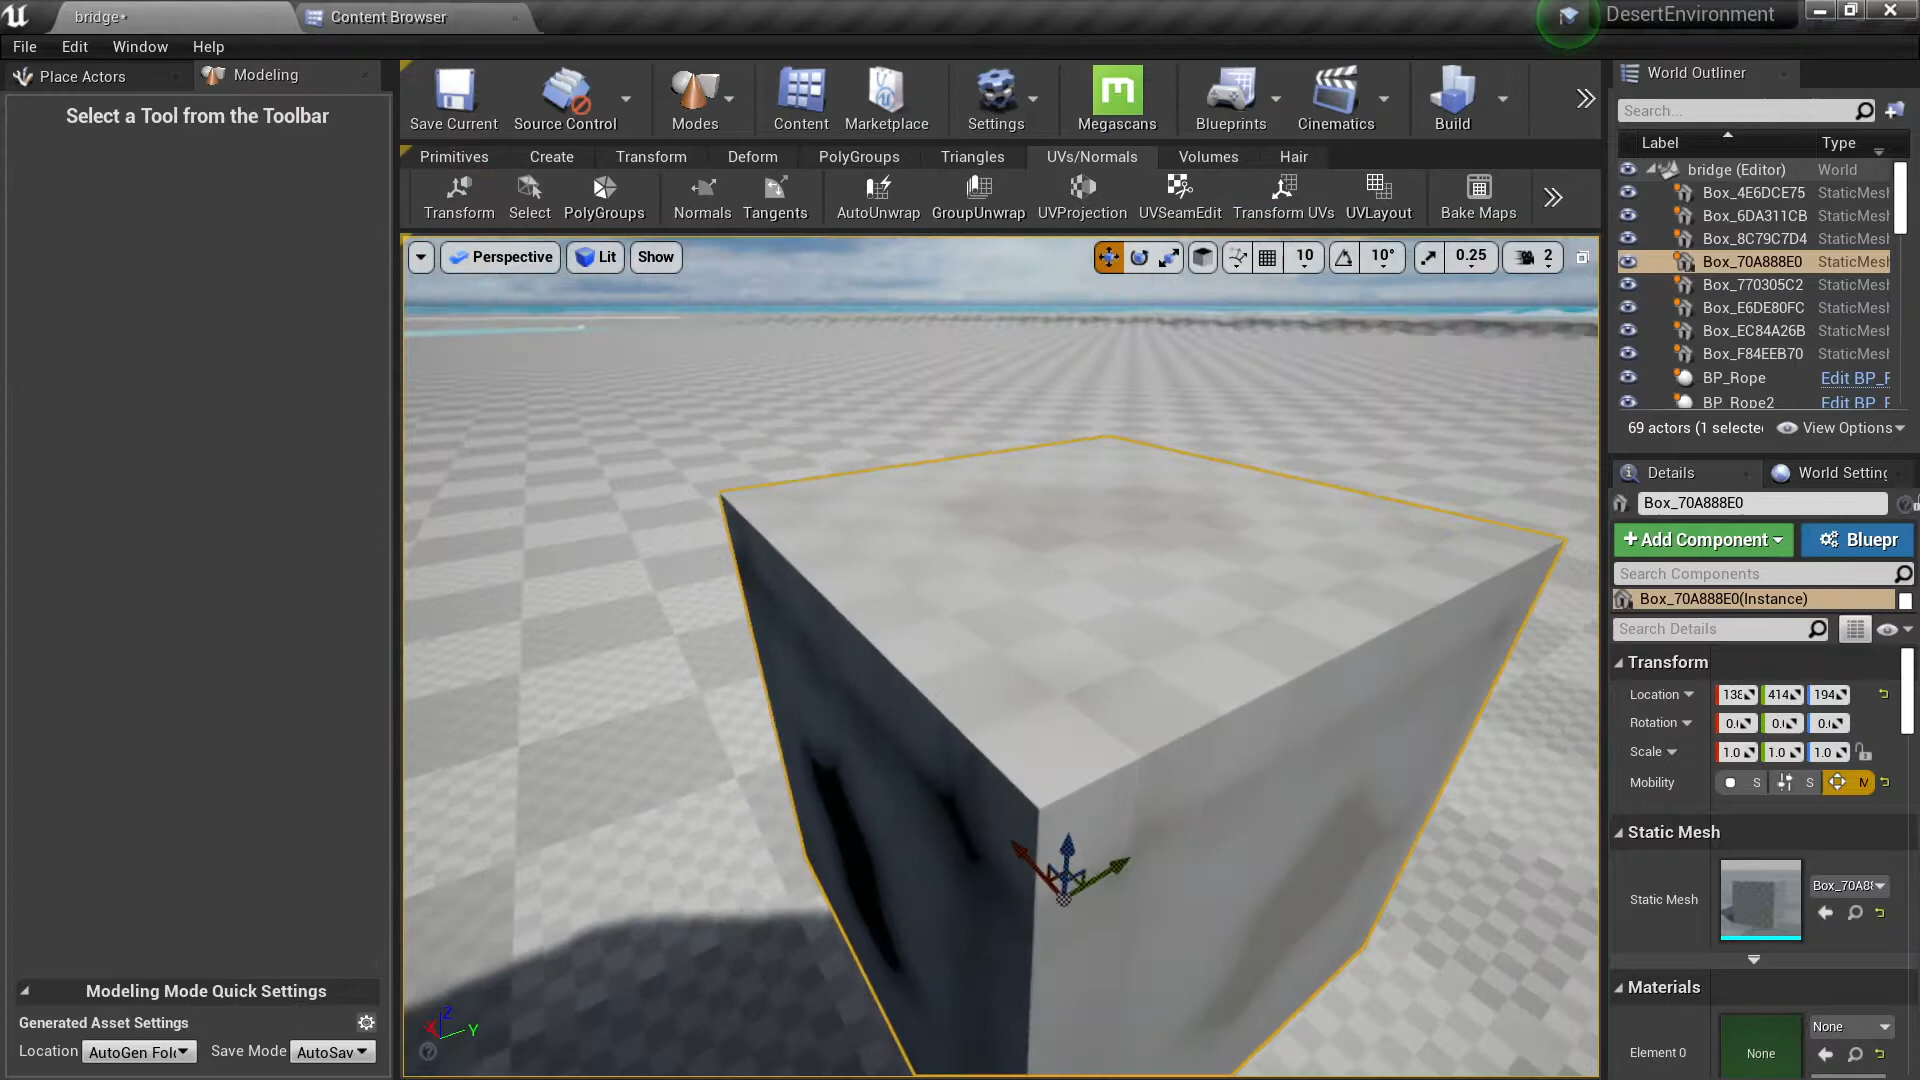 bridge*
Content Browser
DesertEnvironment
File Edit Window Help
Place Actors
Modeling
Select a Tool from the Toolbar
Save Current
Source Control
Modes
Content
Marketplace
Settings
Megascans
Blueprints
Cinematics
Build
Primitives Create Transform Deform PolyGroups Triangles UVs/Normals Volumes Hair
Transform Select PolyGroups Normals Tangents AutoUnwrap GroupUnwrap UVProjection UVSeamEdit Transform UVs UVLayout Bake Maps
Perspective Lit Show
10 10° 0.25 2
X Z Y
Modeling Mode Quick Settings
Generated Asset Settings
Location AutoGen Fol Save Mode AutoSav
World Outliner
Search...
Label Type
bridge (Editor) World
Box_4E6DCE75 StaticMesh
Box_6DA311CB StaticMesh
Box_8C79C7D4 StaticMesh
Box_70A888E0 StaticMesh
Box_770305C2 StaticMesh
Box_E6DE80FC StaticMesh
Box_EC84A26B StaticMesh
Box_F84EEB70 StaticMesh
BP_Rope Edit BP_R
BP_Rope2 Edit BP_R
69 actors (1 selected
View Options
Details
World Setting
Box_70A888E0
+Add Component
Bluepr
Search Components
Box_70A888E0(Instance)
Search Details
Transform
Location 138 414 194
Rotation 0.0 0.0 0.0
Scale 1.0 1.0 1.0
Mobility S S M
Static Mesh
Static Mesh
Box_70A88
Materials
Element 0
None
None